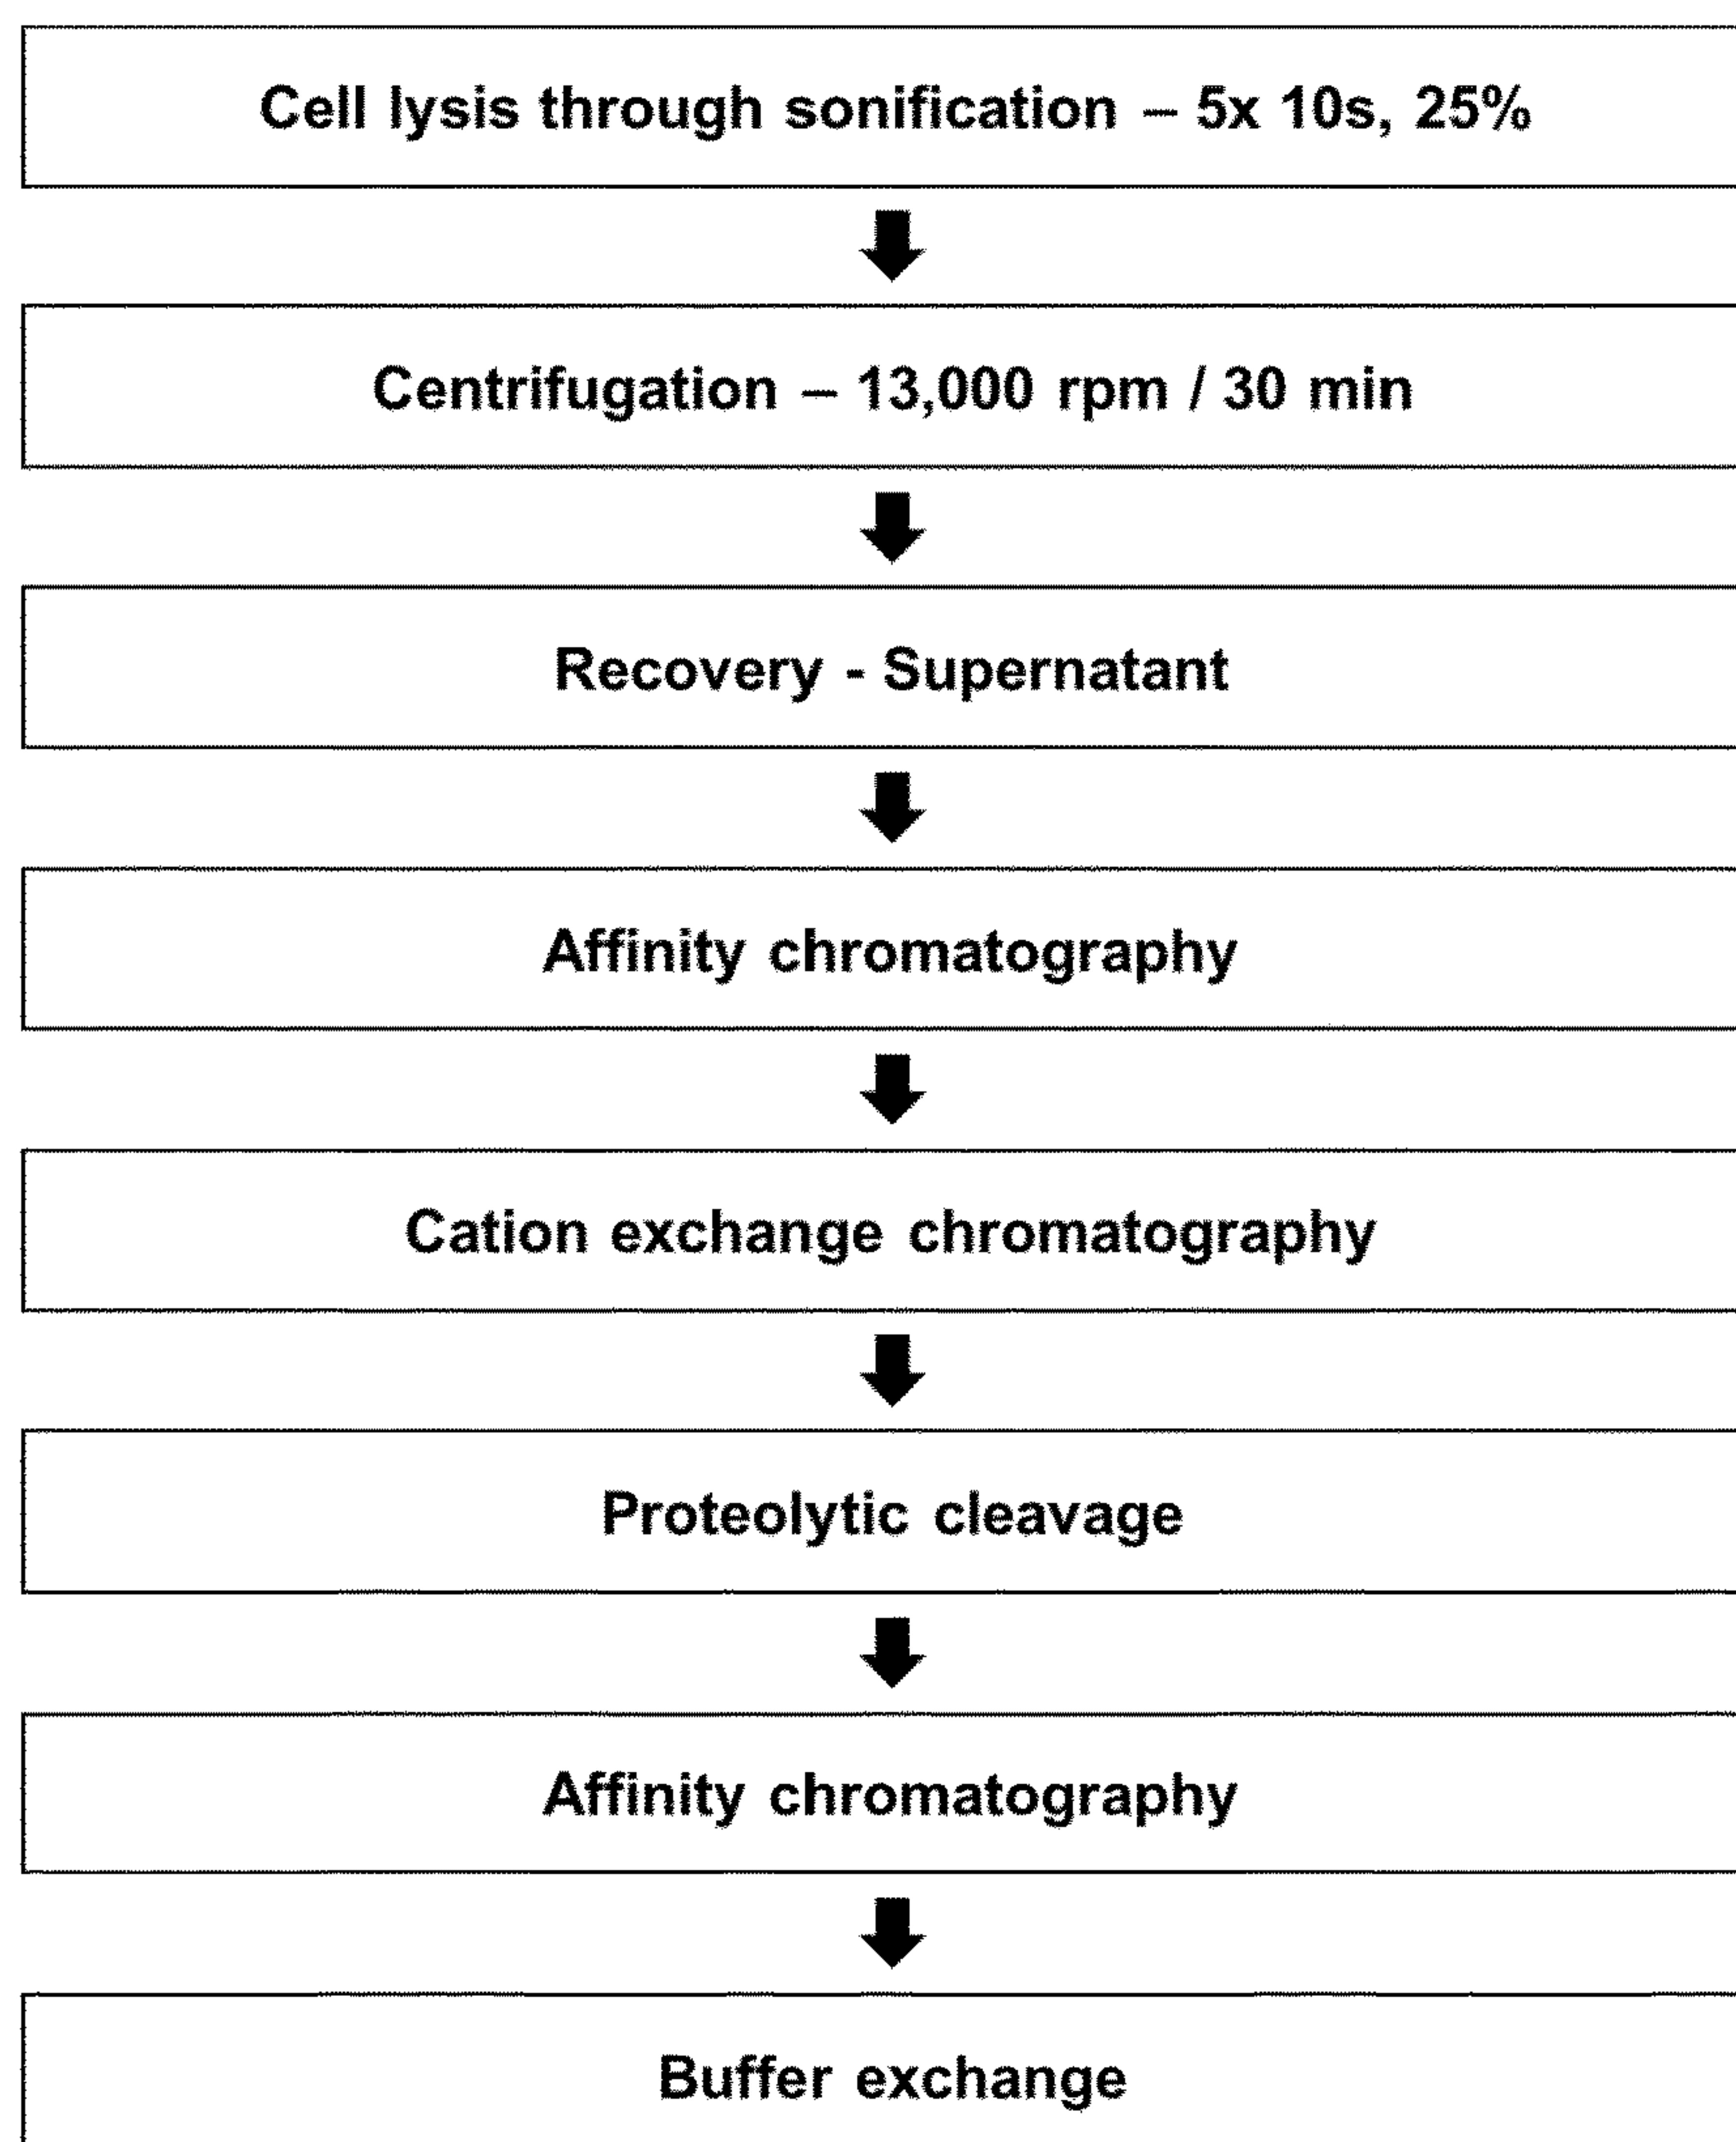 Cell lysis through sonification – 5x 10s, 25%
Centrifugation – 13,000 rpm / 30 min
Recovery - Supernatant
Affinity chromatography
Cation exchange chromatography
Proteolytic cleavage
Affinity chromatography
Buffer exchange